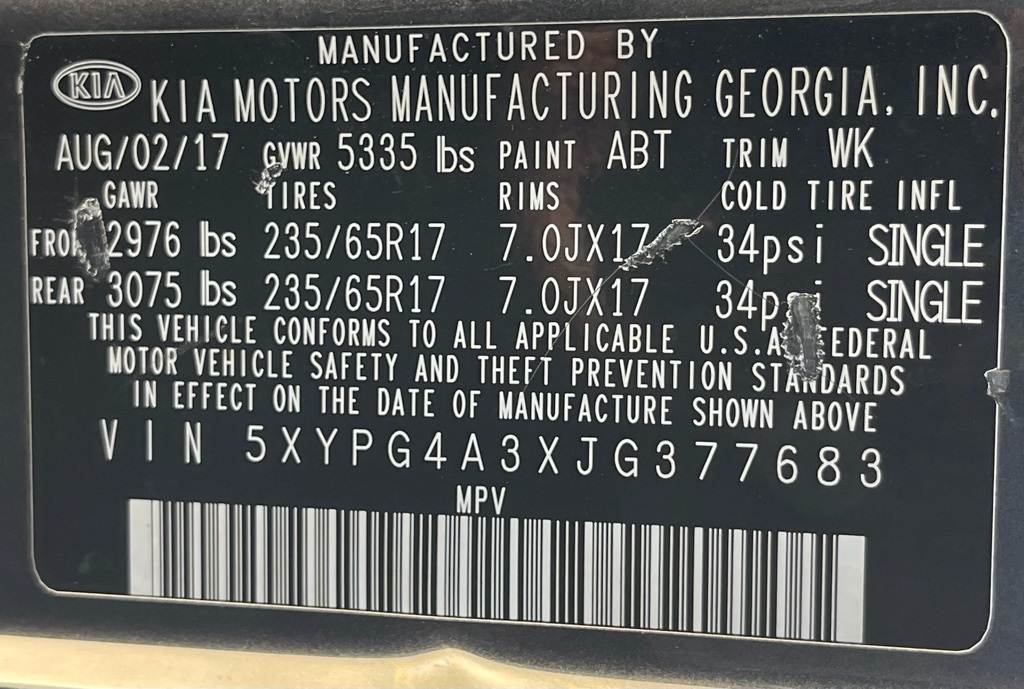 MANUFACTURED BY
KIA KIA MOTORS MANUFACTURING GEORGIA, INC.
AUG/02/17 GVWR 5335 lbs PAINT ABT TRIM WK
GAWR TIRES RIMS COLD TIRE INFL
2976 lbs 235/65R17 7.0JX17 34psi SINGLE
REAR 3075 lbs 235/65R17 7.0JX17 34psi SINGLE
THIS VEHICLE CONFORMS TO ALL APPLICABLE U.S.A. FEDERAL
MOTOR VEHICLE SAFETY AND THEFT PREVENTION STANDARDS
IN EFFECT ON THE DATE OF MANUFACTURE SHOWN ABOVE
VIN 5XYPG4A3XJG377683
MPV